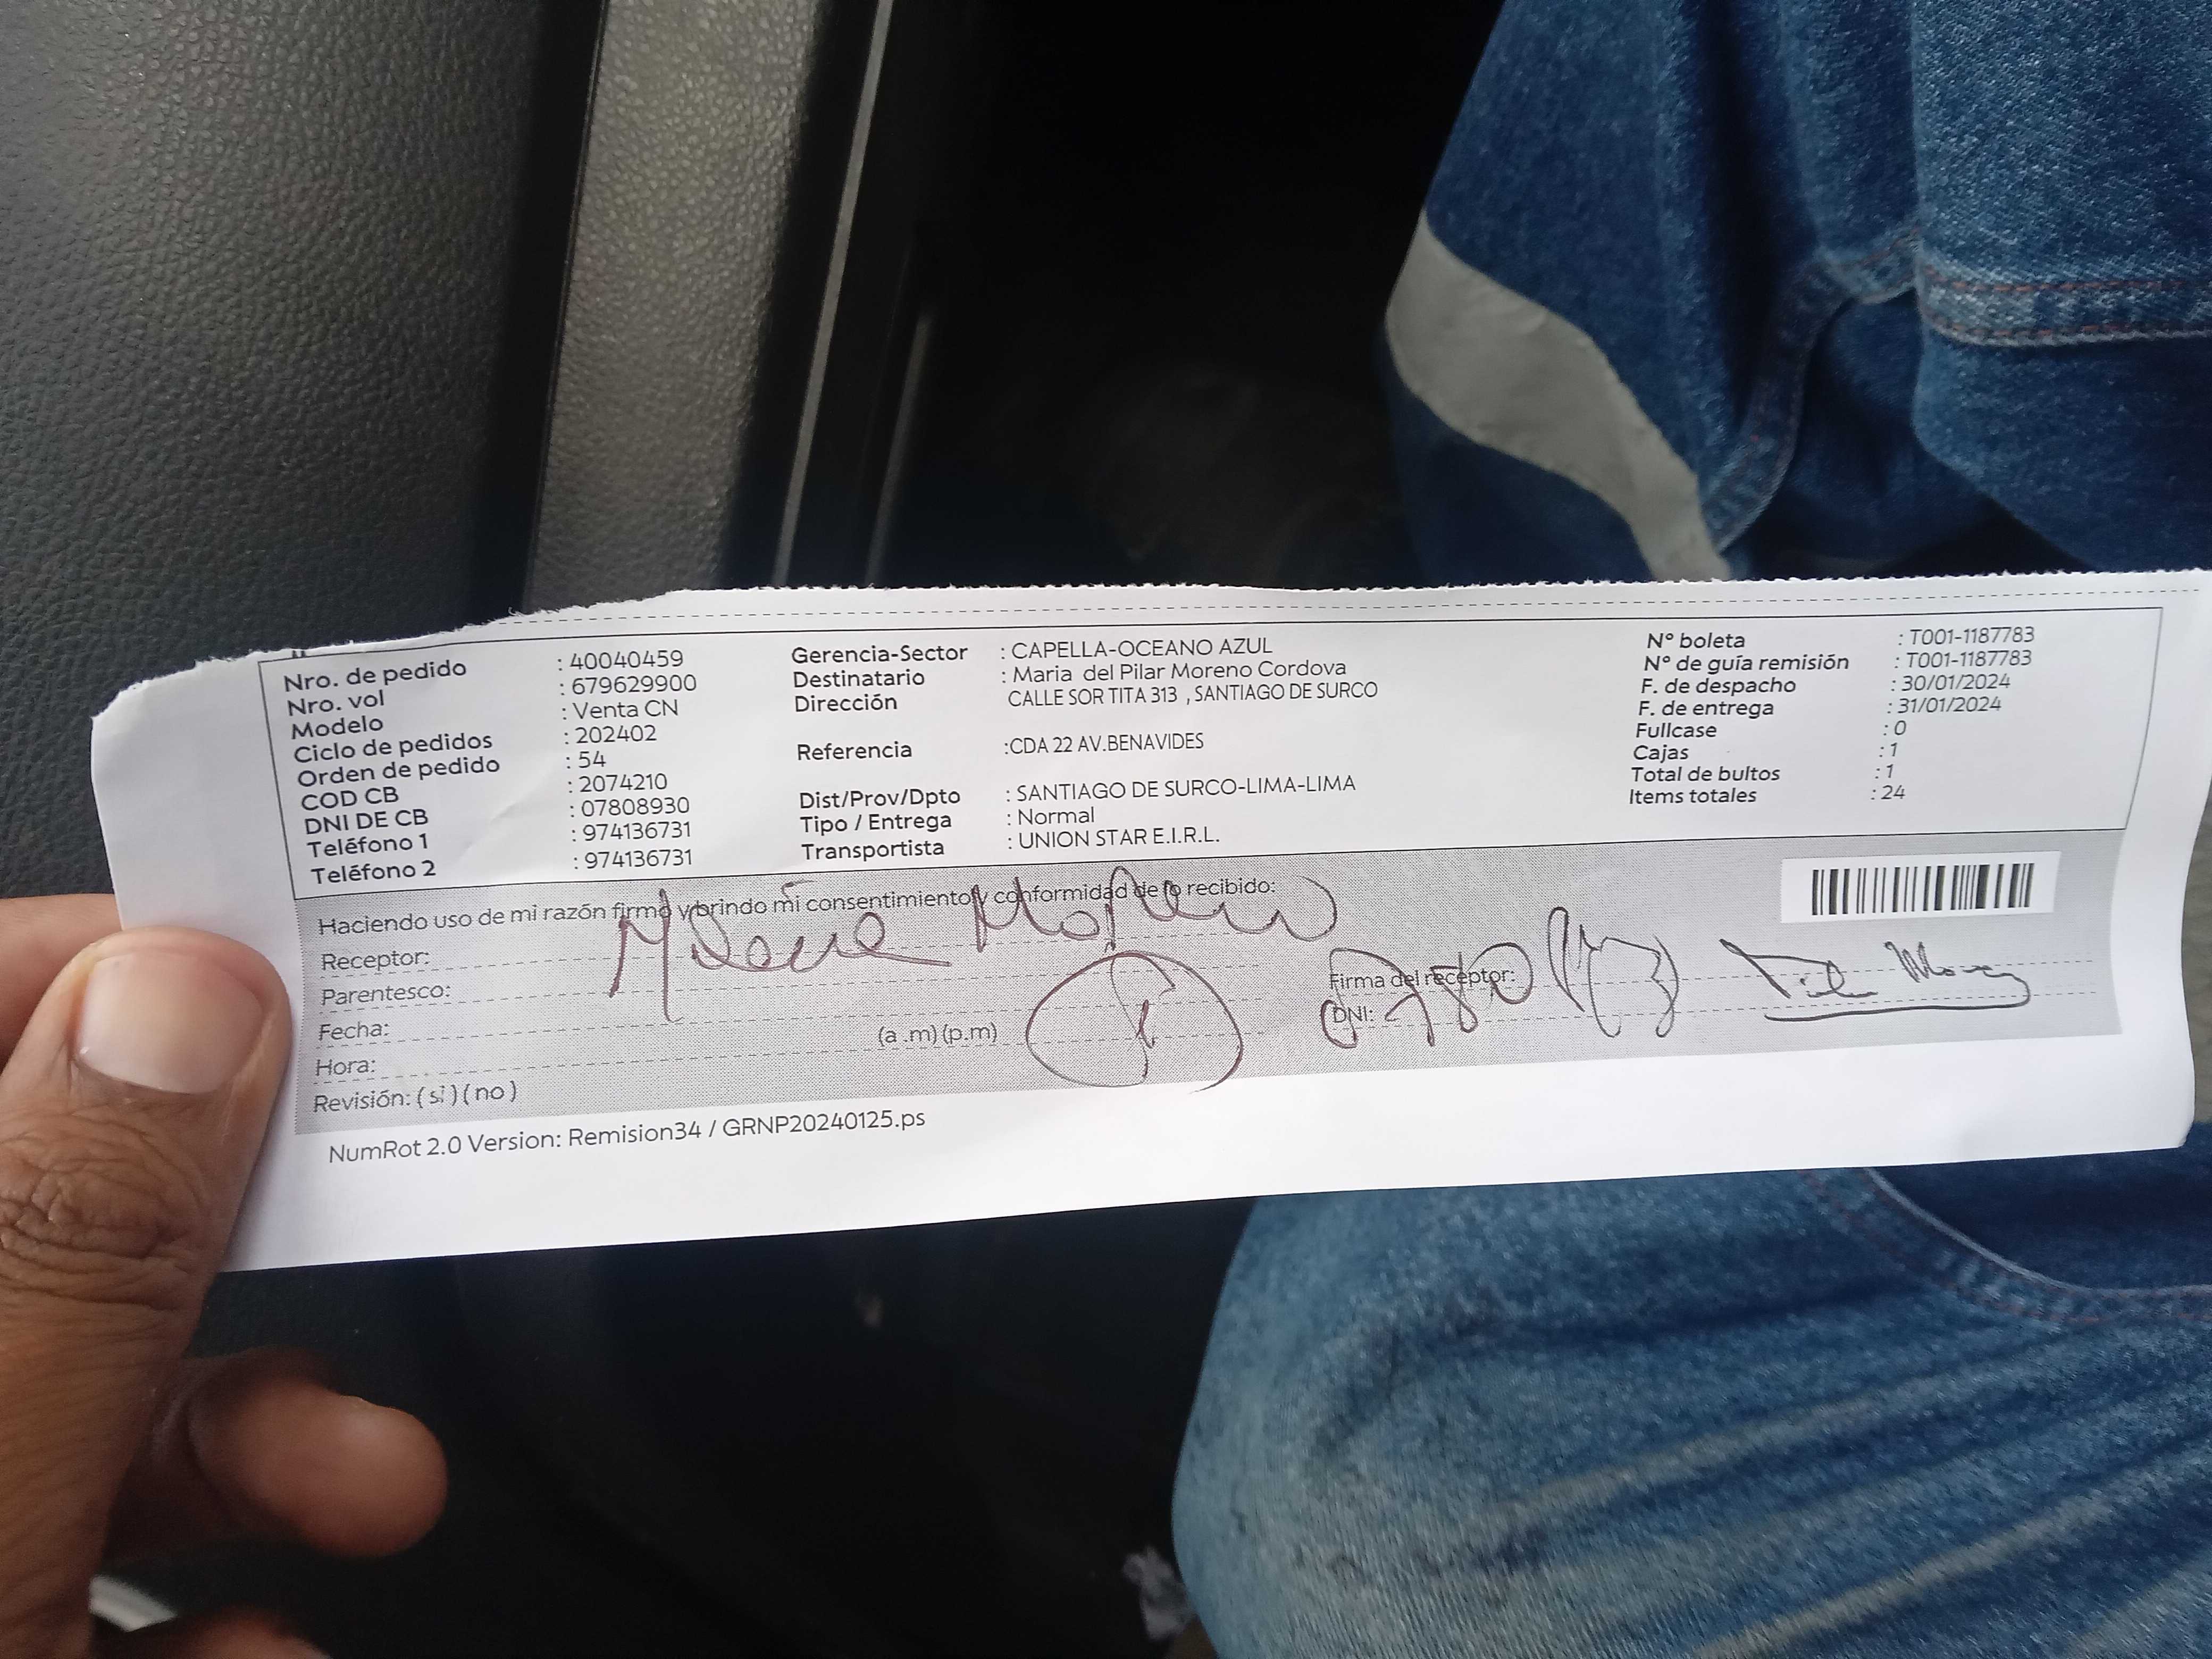 Nro. de pedido : 40040459
Nro. vol : 679629900
Modelo : Venta CN
Ciclo de pedidos : 202402
Orden de pedido : 54
COD CB : 2074210
DNI DE CB : 07808930
Teléfono 1 : 974136731
Teléfono 2 : 974136731
Gerencia-Sector : CAPELLA-OCEANO AZUL
Destinatario : Maria del Pilar Moreno Cordova
Dirección CALLE SOR TITA 313 , SANTIAGO DE SURCO
Referencia :CDA 22 AV.BENAVIDES
Dist/Prov/Dpto : SANTIAGO DE SURCO-LIMA-LIMA
Tipo / Entrega : Normal
Transportista : UNION STAR E.I.R.L.
N° boleta : T001-1187783
N° de guía remisión : T001-1187783
F. de despacho : 30/01/2024
F. de entrega : 31/01/2024
Fullcase : 0
Cajas : 1
Total de bultos : 1
Items totales : 24
Haciendo uso de mi razón firmo y brindo mi consentimiento y conformidad de lo recibido:
Receptor:
Parentesco:
Fecha:
Hora: (a .m) (p.m)
Revisión: ( si ) ( no )
Firma del receptor:
DNI:
NumRot 2.0 Version: Remision34 / GRNP20240125.ps